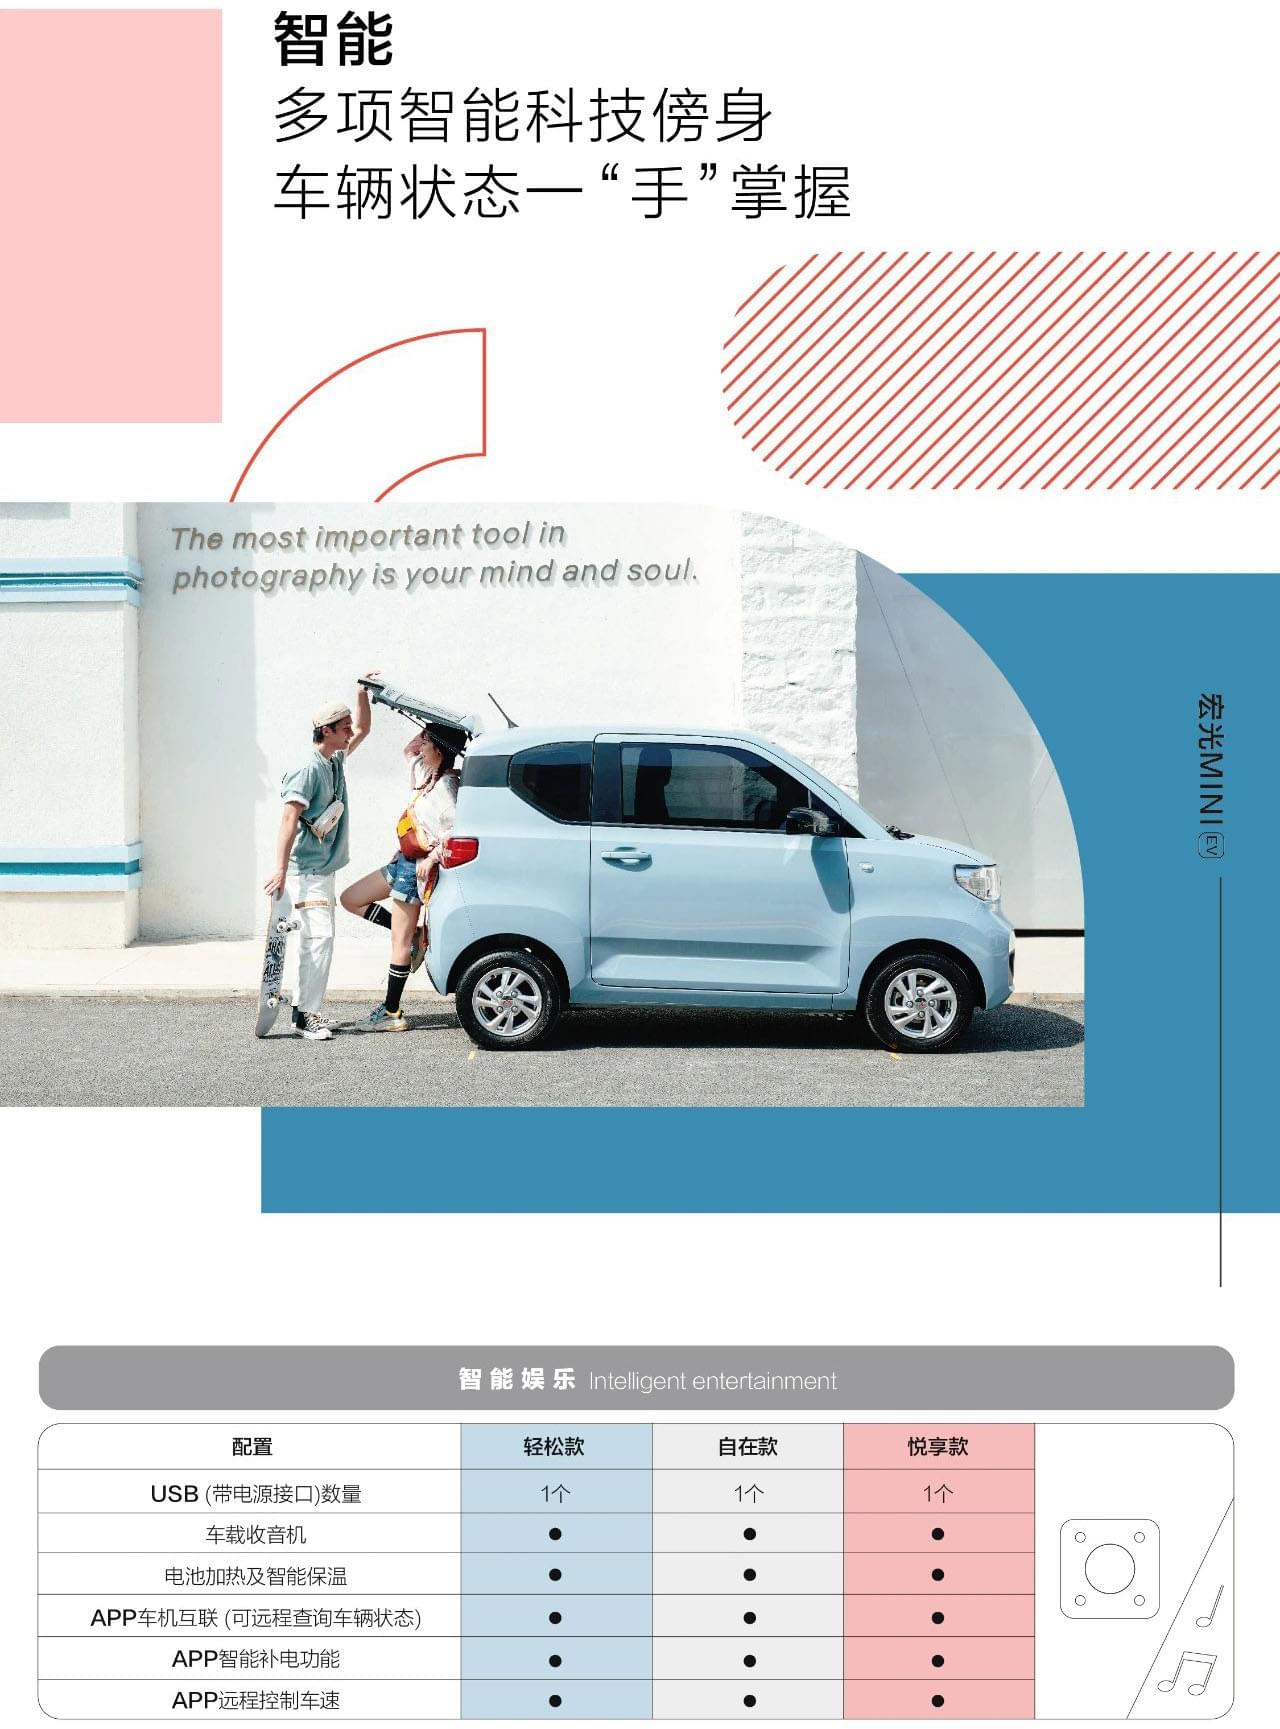 智能
多项智能科技傍身
车辆状态一“手”掌握
The most important tool in
photography is your mind and soul.
宏光MINI EV
智能娱乐 Intelligent entertainment
配置 轻松款 自在款 悦享款
USB (带电源接口)数量 1个 1个 1个
车载收音机 ● ● ●
电池加热及智能保温 ● ● ●
APP车机互联 (可远程查询车辆状态) ● ● ●
APP智能补电功能 ● ● ●
APP远程控制车速 ● ● ●